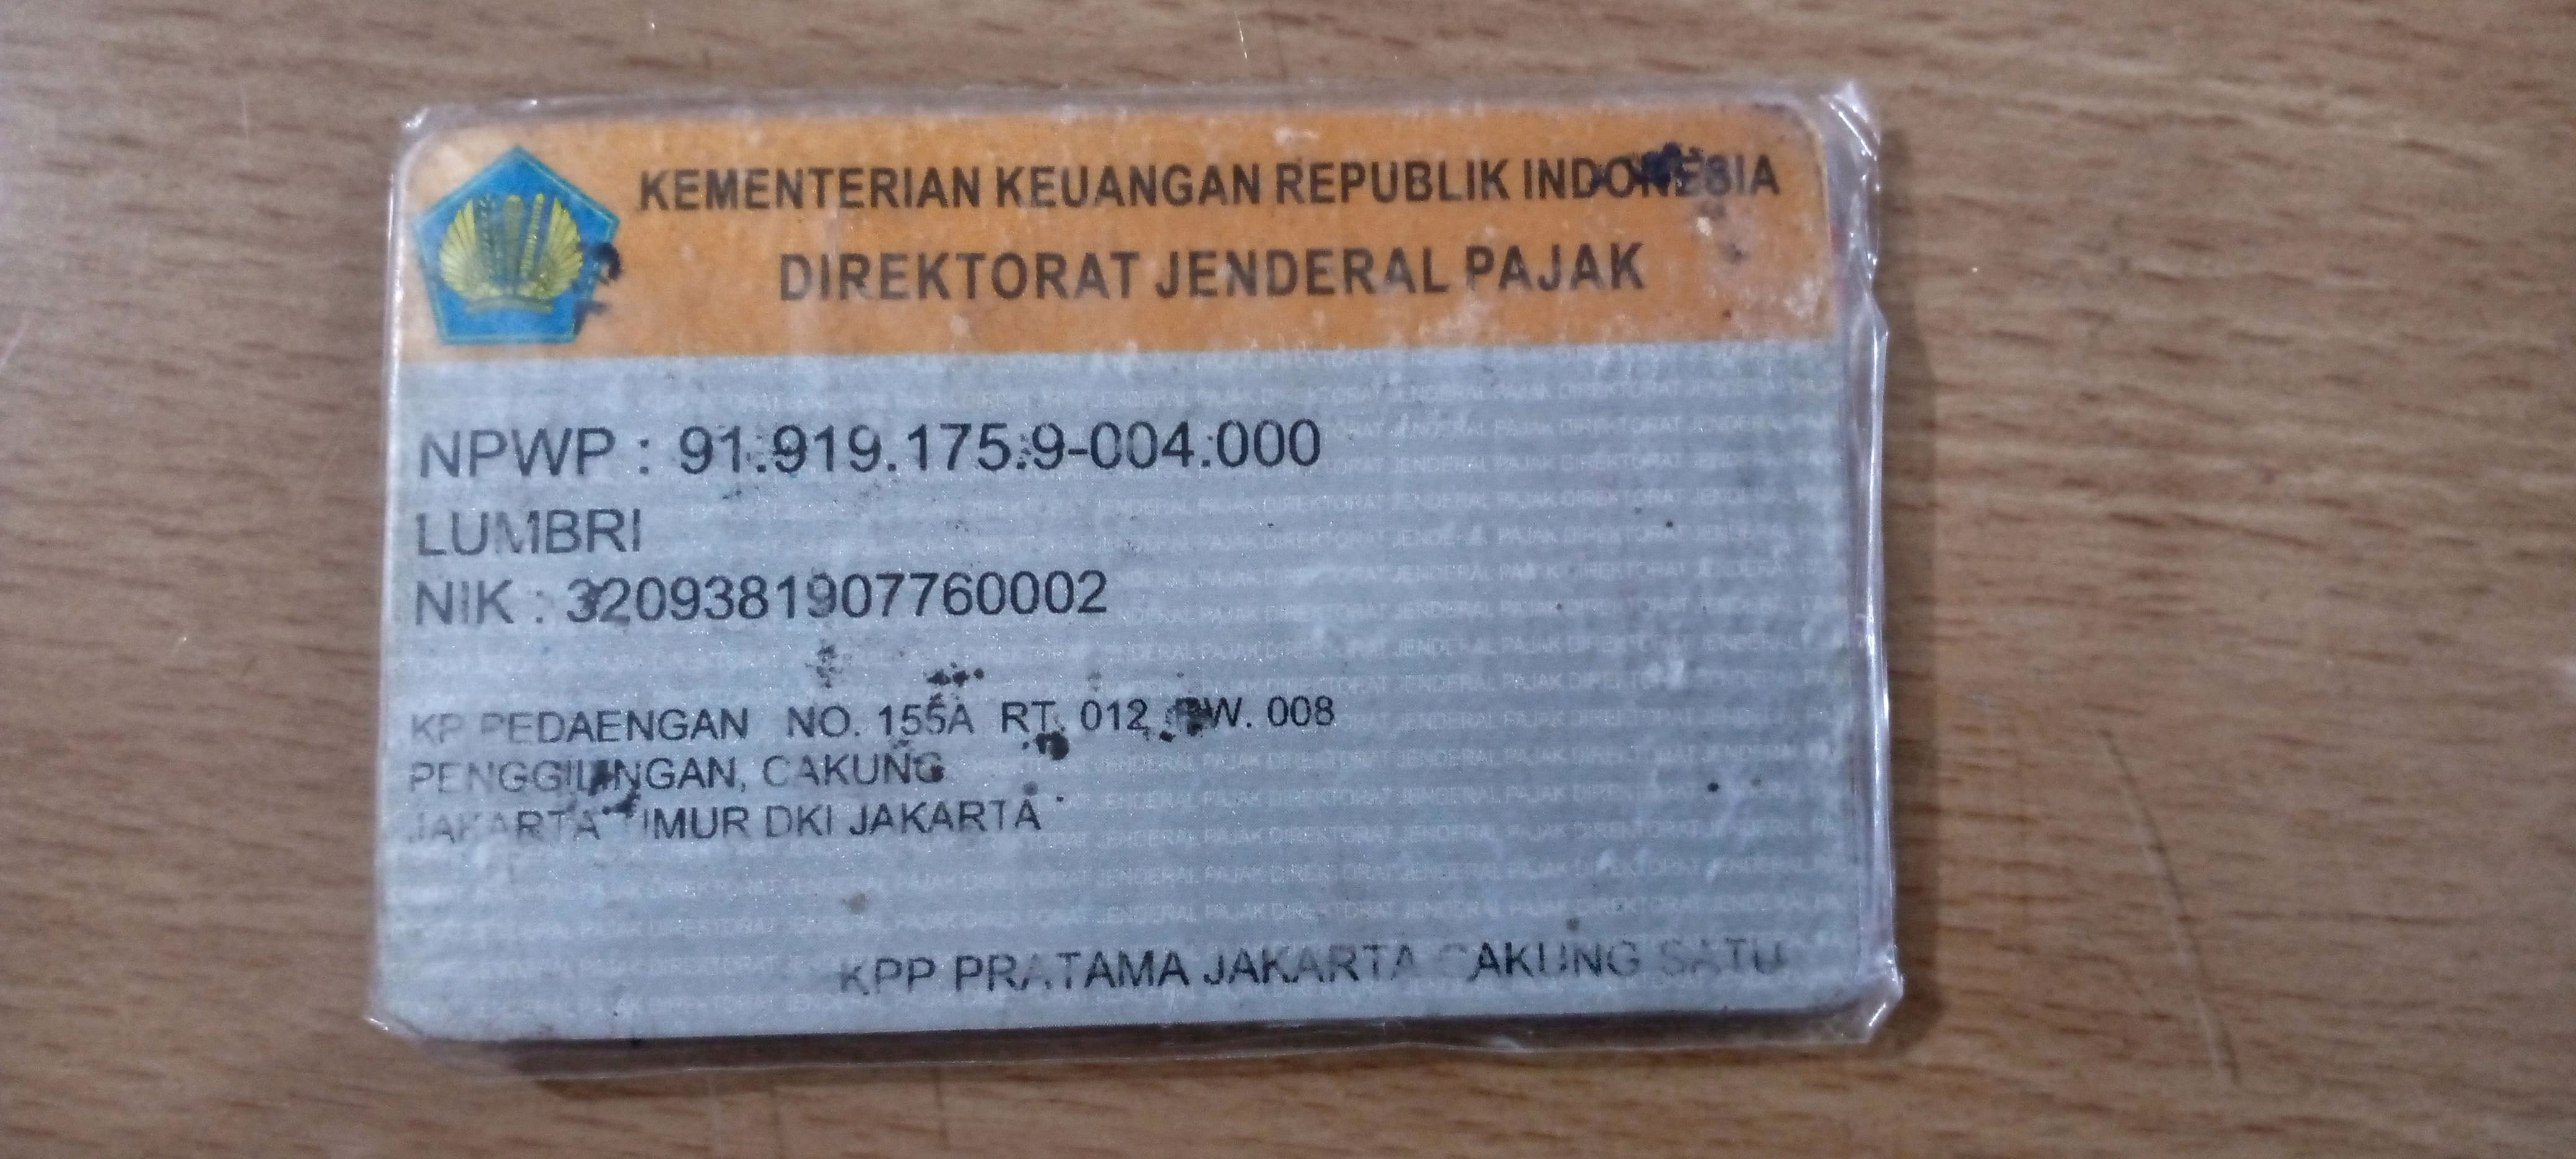 KEMENTERIAN KEUANGAN REPUBLIK INDONESIA
DIREKTORAT JENDERAL PAJAK
NPWP : 91.919.175.9-004.000
LUMBRI
NIK : 3209381907760002
KP PEDAENGAN NO. 155A RT. 012 RW. 008
PENGGILINGAN, CAKUNG
JAKARTA TIMUR DKI JAKARTA
KPP PRATAMA JAKARTA CAKUNG SATU